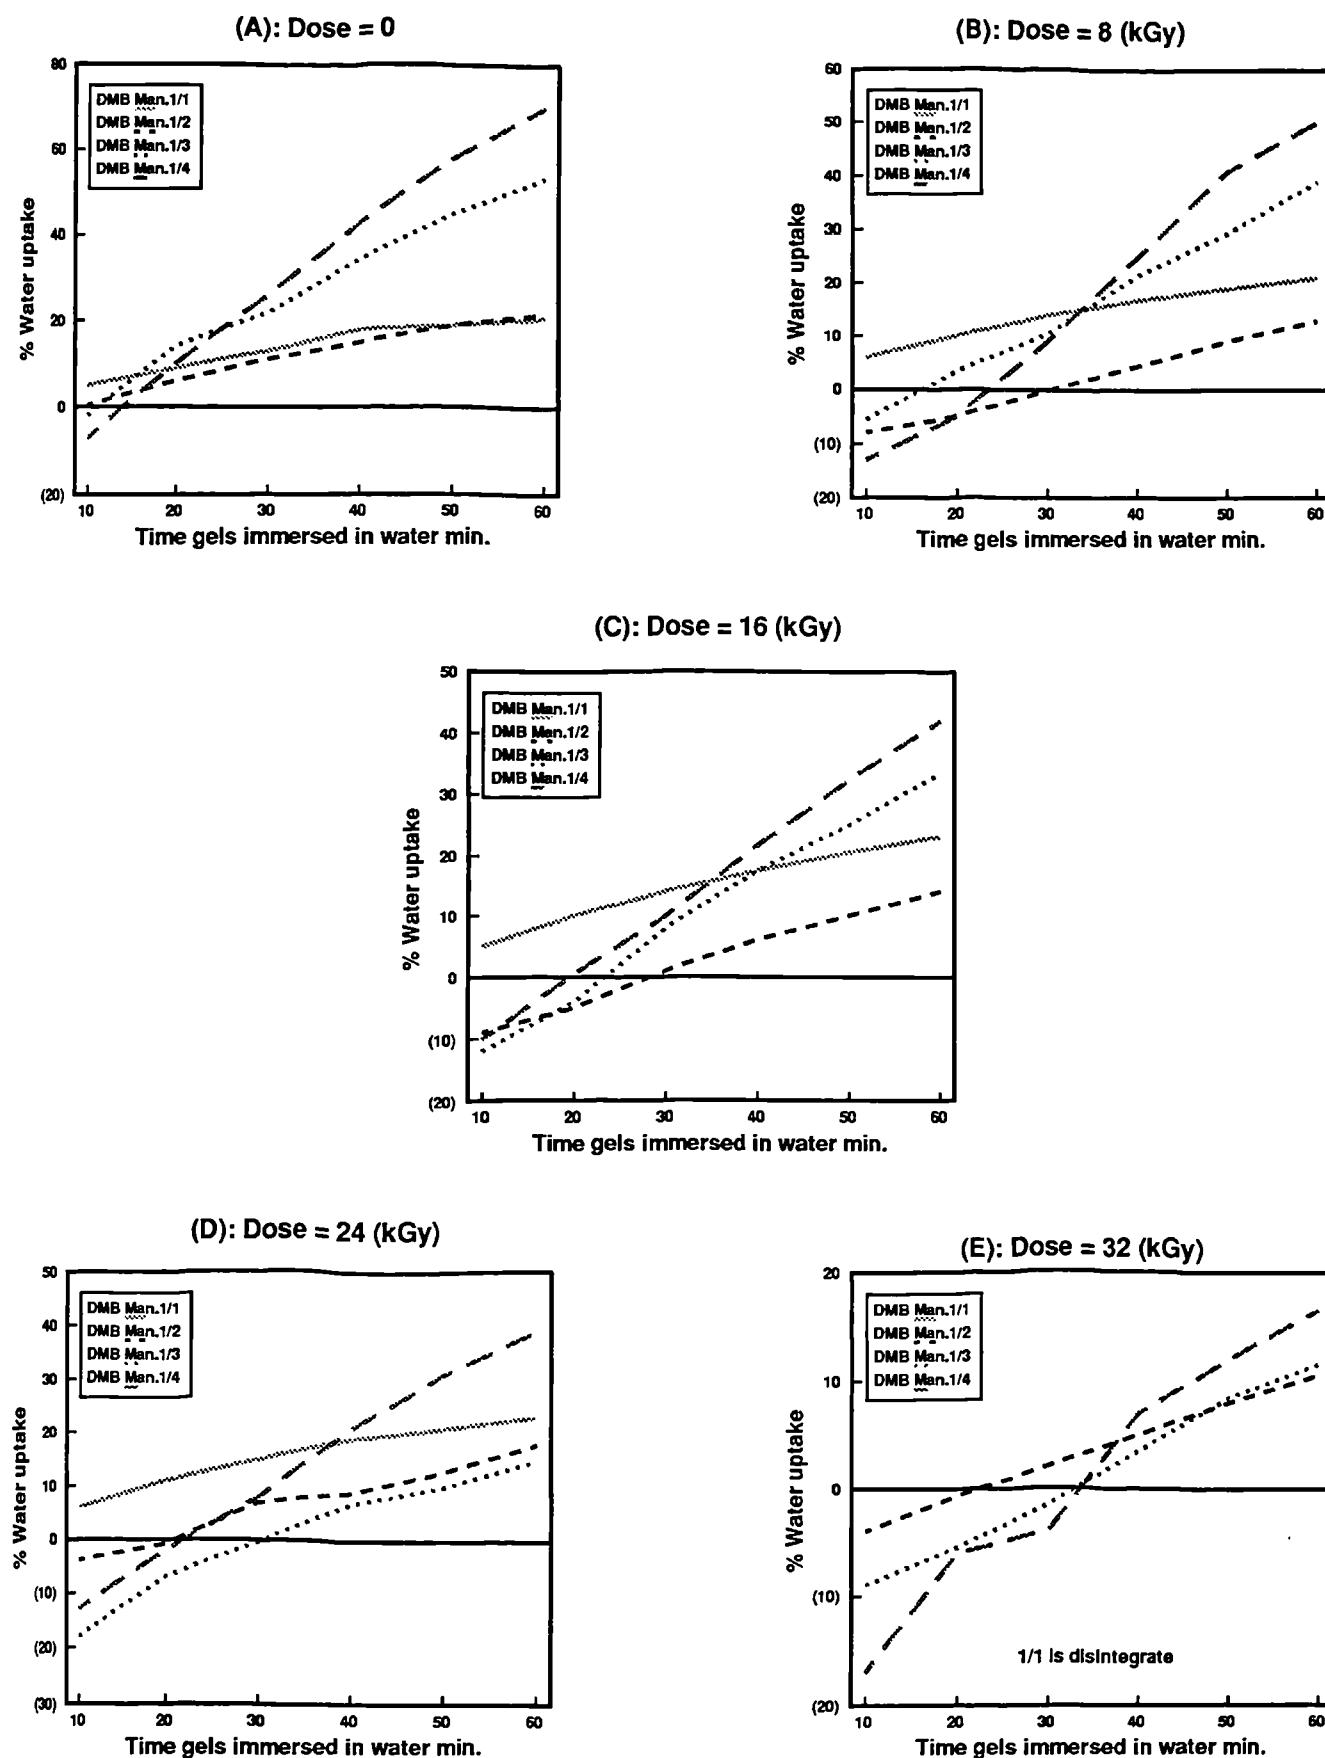 (A): Dose = 0
80
60
40
20
0
(20)
% Water uptake
DMB Man.1/1
DMB Man.1/2
DMB Man.1/3
DMB Man.1/4
10 20 30 40 50 60
Time gels immersed in water min.
(B): Dose = 8 (kGy)
60
50
40
30
20
10
0
(10)
(20)
% Water uptake
DMB Man.1/1
DMB Man.1/2
DMB Man.1/3
DMB Man.1/4
10 20 30 40 50 60
Time gels immersed in water min.
(C): Dose = 16 (kGy)
50
40
30
20
10
0
(10)
(20)
% Water uptake
DMB Man.1/1
DMB Man.1/2
DMB Man.1/3
DMB Man.1/4
10 20 30 40 50 60
Time gels immersed in water min.
(D): Dose = 24 (kGy)
50
40
30
20
10
0
(10)
(20)
(30)
% Water uptake
DMB Man.1/1
DMB Man.1/2
DMB Man.1/3
DMB Man.1/4
10 20 30 40 50 60
Time gels immersed in water min.
(E): Dose = 32 (kGy)
20
10
0
(10)
(20)
% Water uptake
DMB Man.1/1
DMB Man.1/2
DMB Man.1/3
DMB Man.1/4
1/1 is disintegrate
10 20 30 40 50 60
Time gels immersed in water min.